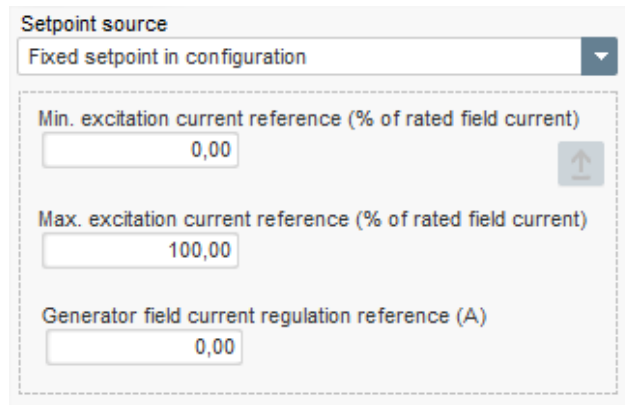 Setpoint source
Fixed setpoint in configuration
Min. excitation current reference (% of rated field current)
0,00
Max. excitation current reference (% of rated field current)
100,00
Generator field current regulation reference (A)
0,00